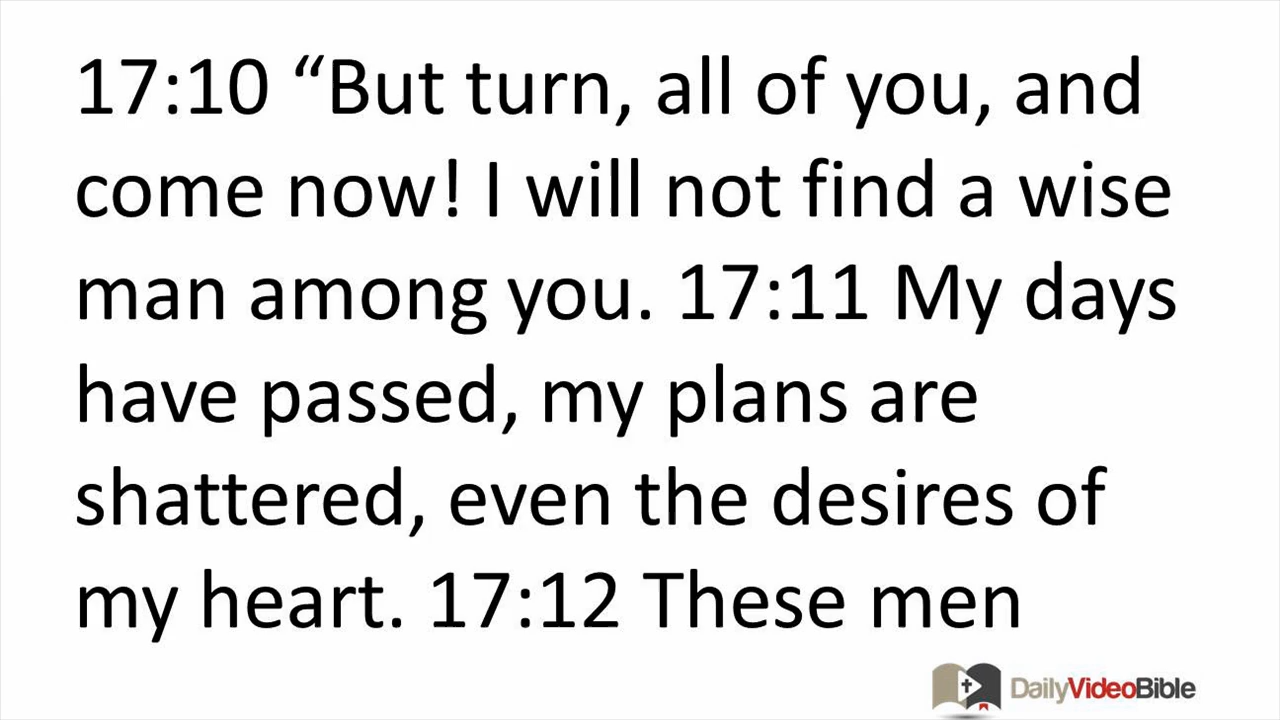 17:10 “But turn, all of you, and
come now! I will not find a wise
man among you. 17:11 My days
have passed, my plans are
shattered, even the desires of
my heart. 17:12 These men
DailyVideoBible